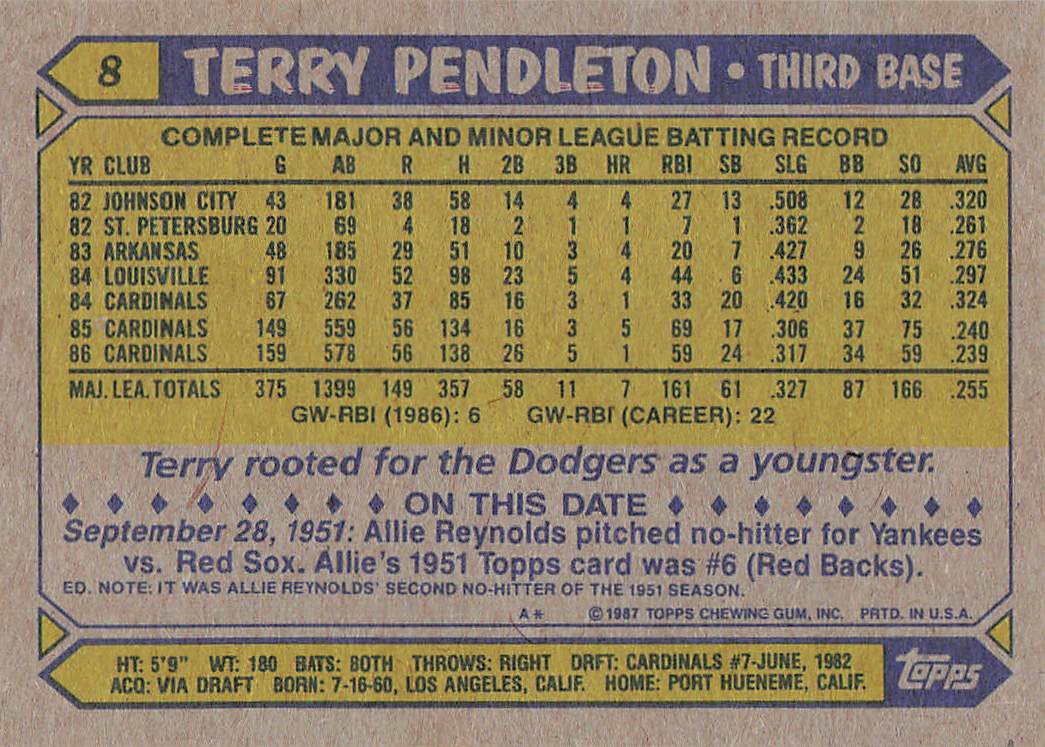 8 TERRY PENDLETON • THIRD BASE
COMPLETE MAJOR AND MINOR LEAGUE BATTING RECORD
YR CLUB G AB R H 2B 3B HR RBI SB SLG BB SO AVG
82 JOHNSON CITY 43 181 38 58 14 4 4 27 13 .508 12 28 .320
82 ST. PETERSBURG 20 69 4 18 2 1 1 7 1 .362 2 18 .261
83 ARKANSAS 48 185 29 51 10 3 4 20 7 .427 9 26 .276
84 LOUISVILLE 91 330 52 98 23 5 4 44 6 .433 24 51 .297
84 CARDINALS 67 262 37 85 16 3 1 33 20 .420 16 32 .324
85 CARDINALS 149 559 56 134 16 3 5 69 17 .306 37 75 .240
86 CARDINALS 159 578 56 138 26 5 1 59 24 .317 34 59 .239
MAJ. LEA. TOTALS 375 1399 149 357 58 11 7 161 61 .327 87 166 .255
GW-RBI (1986): 6 GW-RBI (CAREER): 22
Terry rooted for the Dodgers as a youngster.
♦ ♦ ♦ ♦ ♦ ♦ ♦ ♦ ON THIS DATE ♦ ♦ ♦ ♦ ♦ ♦ ♦ ♦
September 28, 1951: Allie Reynolds pitched no-hitter for Yankees
vs. Red Sox. Allie's 1951 Topps card was #6 (Red Backs).
ED. NOTE: IT WAS ALLIE REYNOLDS' SECOND NO-HITTER OF THE 1951 SEASON.
A* ©1987 TOPPS CHEWING GUM, INC. PRTD. IN U.S.A.
HT: 5'9" WT: 180 BATS: BOTH THROWS: RIGHT DRFT: CARDINALS #7-JUNE, 1982
ACQ: VIA DRAFT BORN: 7-16-60, LOS ANGELES, CALIF. HOME: PORT HUENEME, CALIF.
topps